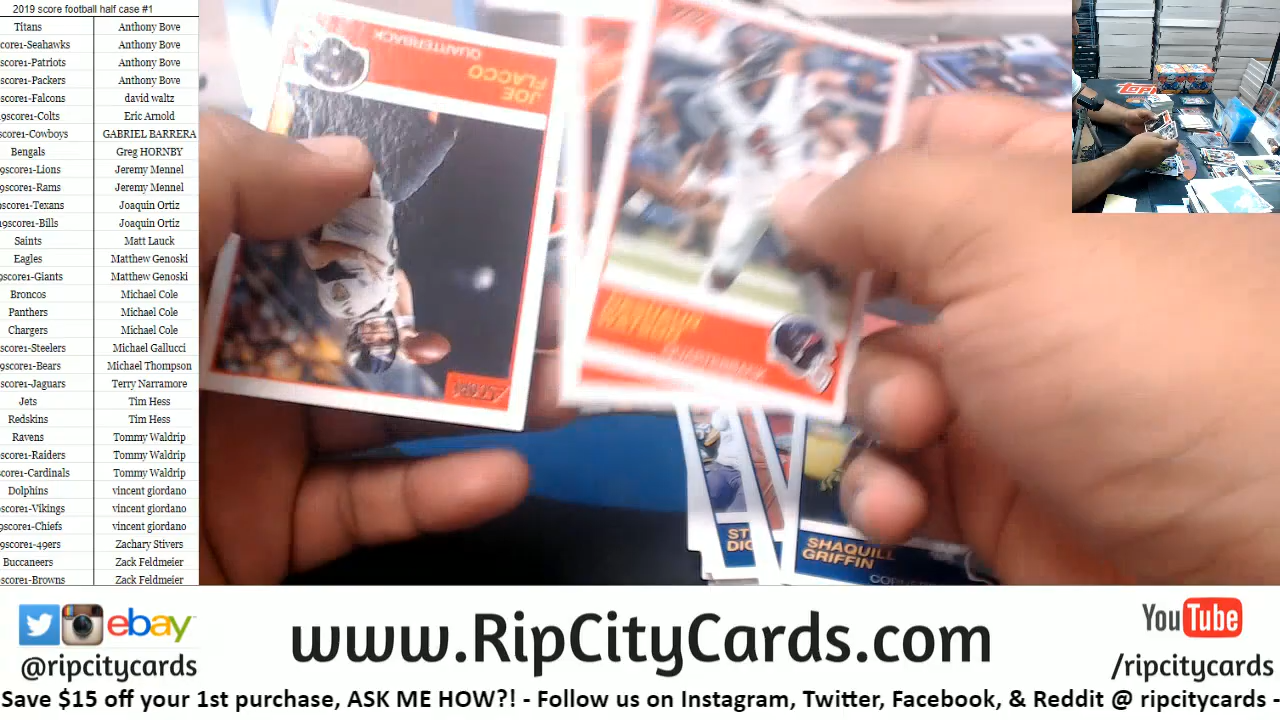 2019 score football half case #1
Titans Anthony Bove
core1-Seahawks Anthony Bove
score1-Patriots Anthony Bove
score1-Packers Anthony Bove
score1-Falcons david waltz
9score1-Colts Eric Arnold
score1-Cowboys GABRIEL BARRERA
Bengals Greg HORNBY
9score1-Lions Jeremy Mennel
9score1-Rams Jeremy Mennel
9score1-Texans Joaquin Ortiz
19score1-Bills Joaquin Ortiz
Saints Matt Lauck
Eagles Matthew Genoski
score1-Giants Matthew Genoski
Broncos Michael Cole
Panthers Michael Cole
Chargers Michael Cole
score1-Steelers Michael Gallucci
9score1-Bears Michael Thompson
score1-Jaguars Terry Narramore
Jets Tim Hess
Redskins Tim Hess
Ravens Tommy Waldrip
score1-Raiders Tommy Waldrip
core1-Cardinals Tommy Waldrip
Dolphins vincent giordano
9score1-Vikings vincent giordano
9score1-Chiefs vincent giordano
9score1-49ers Zachary Stivers
Buccaneers Zack Feldmeier
score1-Browns Zack Feldmeier
QUARTERBACK
JOE
FLACCO
SCORE
SHAQUILL
GRIFFIN
ebay
@ripcitycards
www.RipCityCards.com
YouTube
/ripcitycards
Save $15 off your 1st purchase, ASK ME HOW?! - Follow us on Instagram, Twitter, Facebook, & Reddit @ ripcitycards -